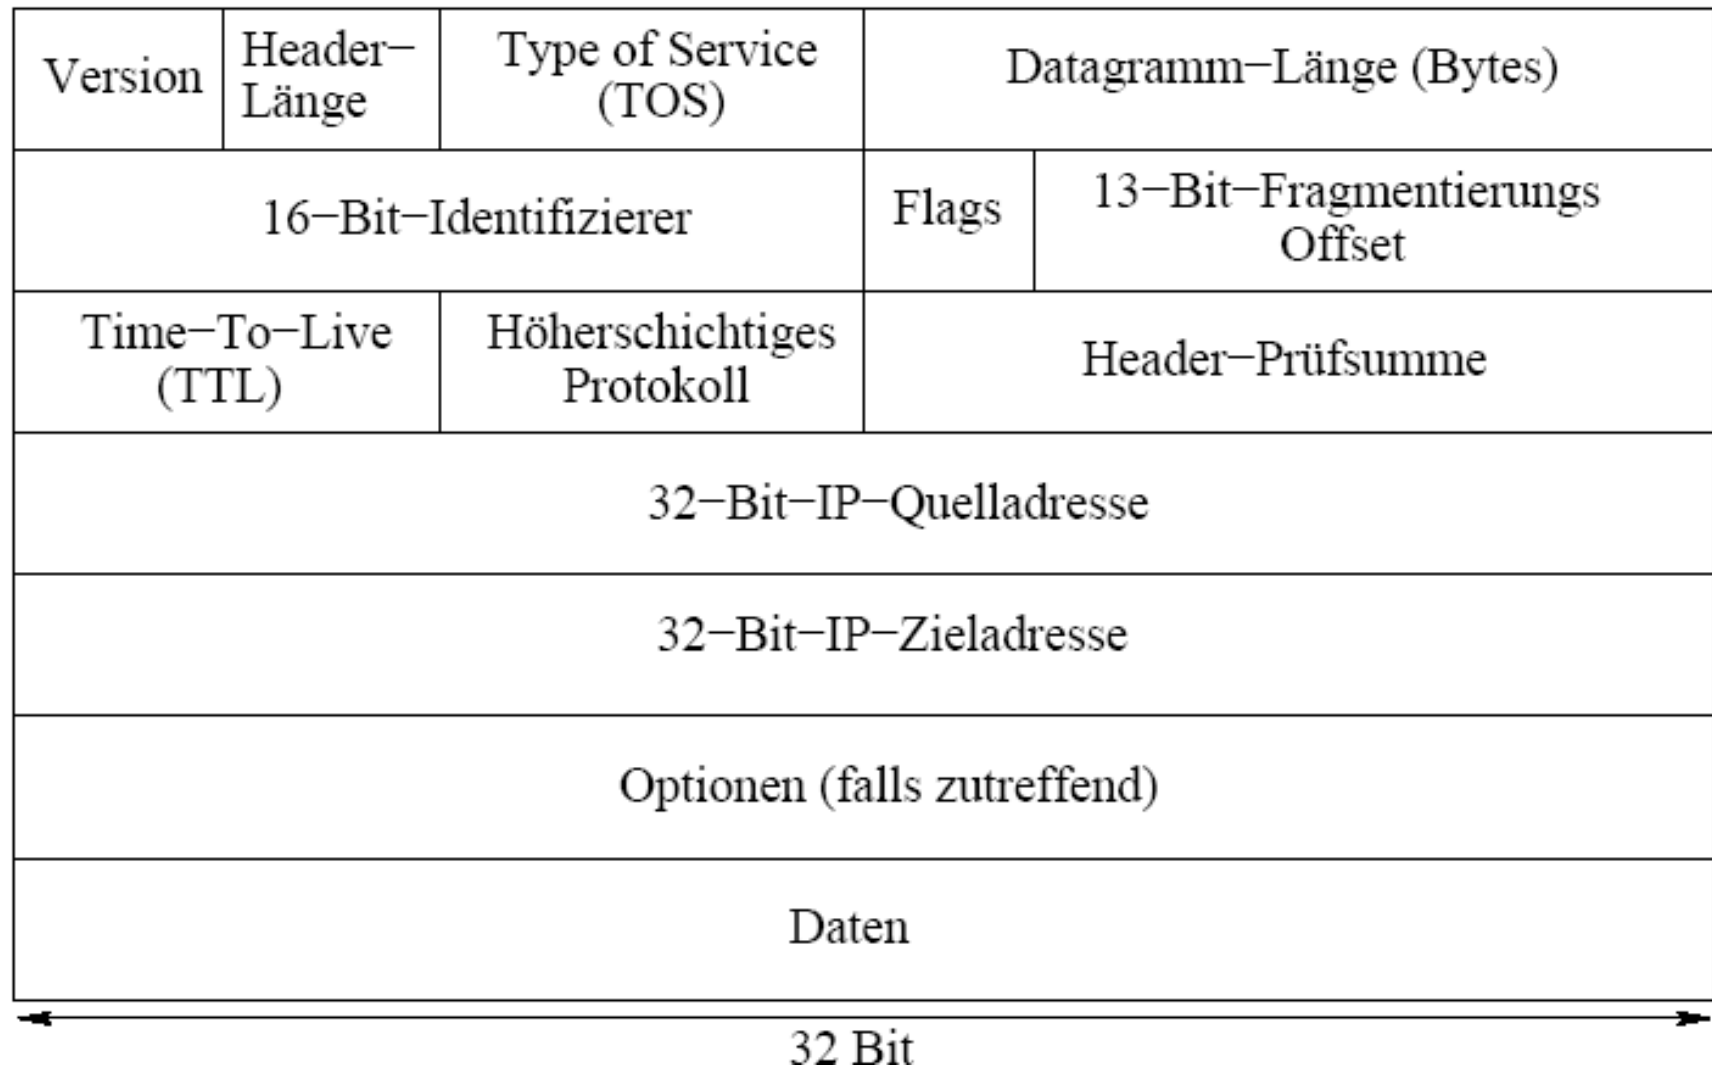 Version
Header–
Länge
Type of Service
(TOS)
Datagramm–Länge (Bytes)
16–Bit–Identifizierer
Flags
13–Bit–Fragmentierungs
Offset
Time–To–Live
(TTL)
Höherschichtiges
Protokoll
Header–Prüfsumme
32–Bit–IP–Quelladresse
32–Bit–IP–Zieladresse
Optionen (falls zutreffend)
Daten
32 Bit